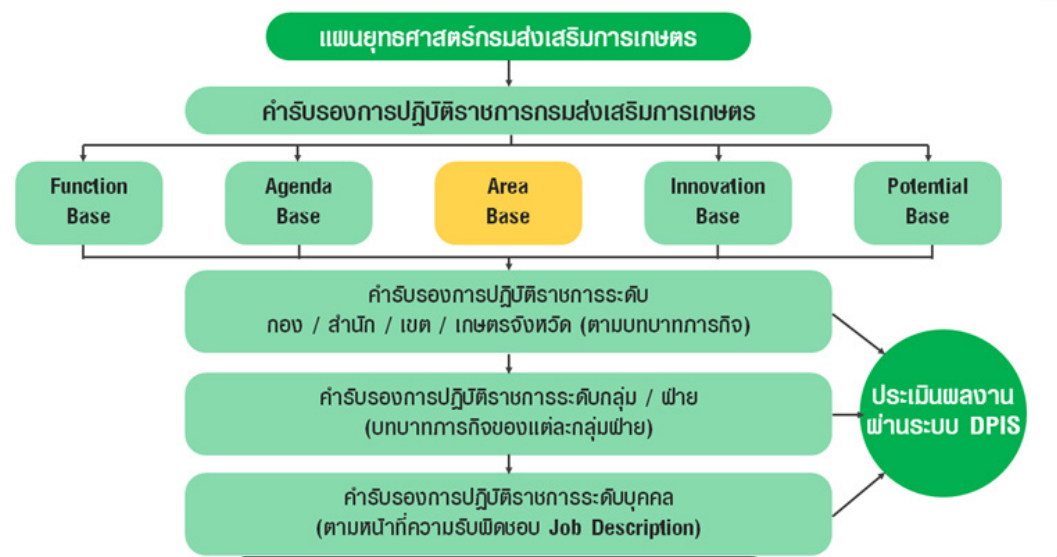 แผนยุทธศาสตร์กรมส่งเสริมการเกษตร
คำรับรองการปฏิบัติราชการกรมส่งเสริมการเกษตร
Function
Base
Agenda
Base
Area
Base
Innovation
Base
Potential
Base
คำรับรองการปฏิบัติราชการระดับ
กอง / สำนัก / เขต / เกษตรจังหวัด (ตามบทบาทภารกิจ)
คำรับรองการปฏิบัติราชการระดับกลุ่ม / ฝ่าย
(บทบาทภารกิจของแต่ละกลุ่มฝ่าย)
คำรับรองการปฏิบัติราชการระดับบุคคล
(ตามหน้าที่ความรับผิดชอบ Job Description)
ประเมินผลงาน
ผ่านระบบ DPIS